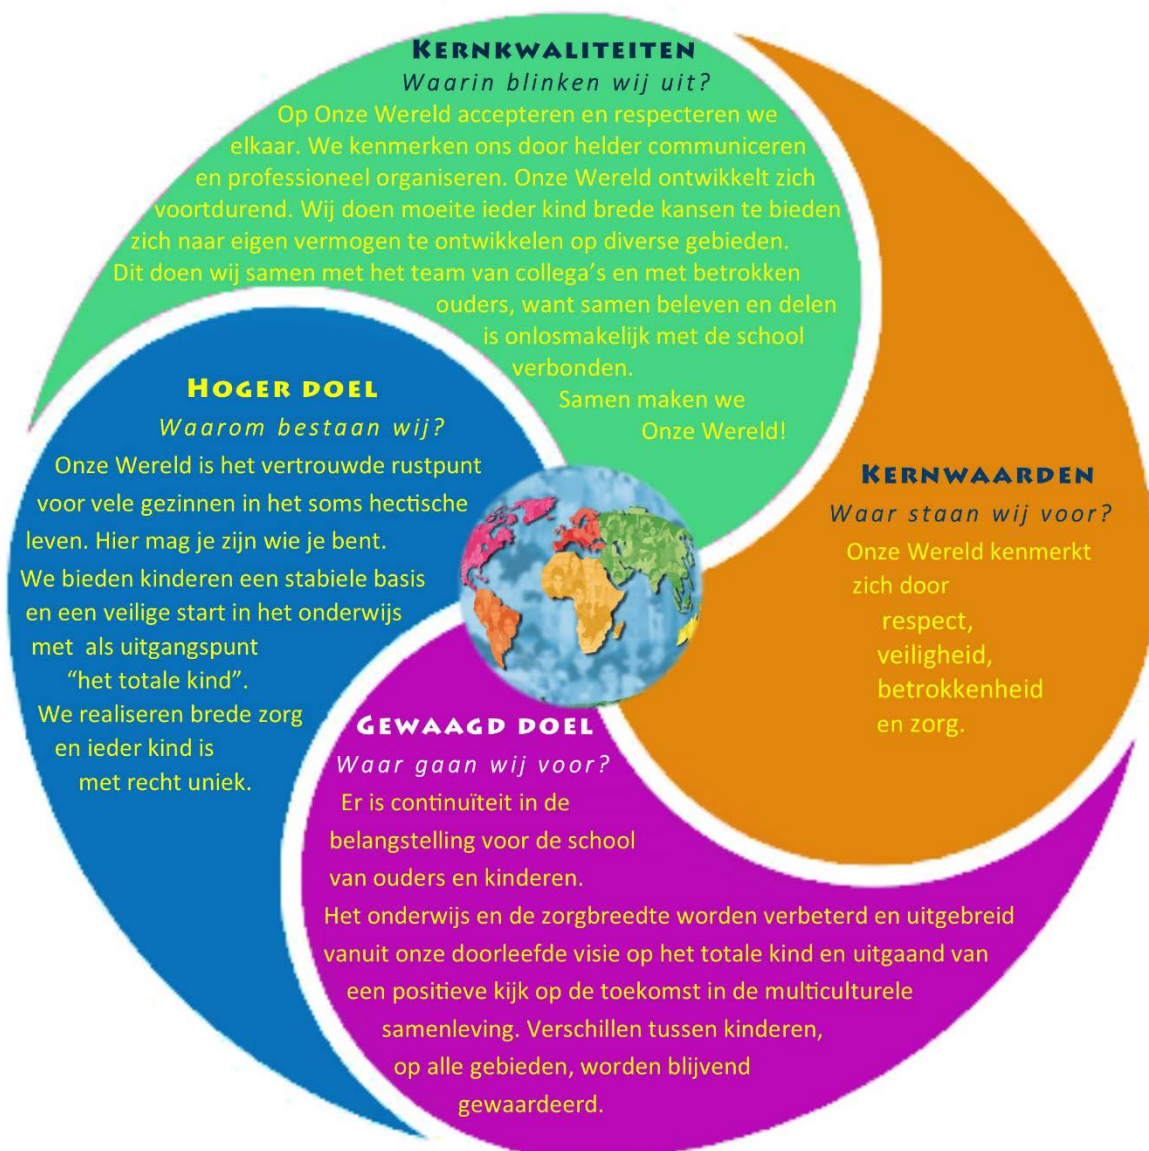 KERNKWALITEITEN
Waarin blinken wij uit?
Op Onze Wereld accepteren en respecteren we
elkaar. We kenmerken ons door helder communiceren
en professioneel organiseren. Onze Wereld ontwikkelt zich
voortdurend. Wij doen moeite ieder kind brede kansen te bieden
zich naar eigen vermogen te ontwikkelen op diverse gebieden.
Dit doen wij samen met het team van collega's en met betrokken
ouders, want samen beleven en delen
is onlosmakelijk met de school
verbonden.
Samen maken we
Onze Wereld!
HOGER DOEL
Waarom bestaan wij?
Onze Wereld is het vertrouwde rustpunt
voor vele gezinnen in het soms hectische
leven. Hier mag je zijn wie je bent.
We bieden kinderen een stabiele basis
en een veilige start in het onderwijs
met als uitgangspunt
“het totale kind”.
We realiseren brede zorg
en ieder kind is
met recht uniek.
KERNWAARDEN
Waar staan wij voor?
Onze Wereld kenmerkt
zich door
respect,
veiligheid,
betrokkenheid
en zorg.
GEWAAGD DOEL
Waar gaan wij voor?
Er is continuïteit in de
belangstelling voor de school
van ouders en kinderen.
Het onderwijs en de zorgbreedte worden verbeterd en uitgebreid
vanuit onze doorleefde visie op het totale kind en uitgaand van
een positieve kijk op de toekomst in de multiculturele
samenleving. Verschillen tussen kinderen,
op alle gebieden, worden blijvend
gewaardeerd.